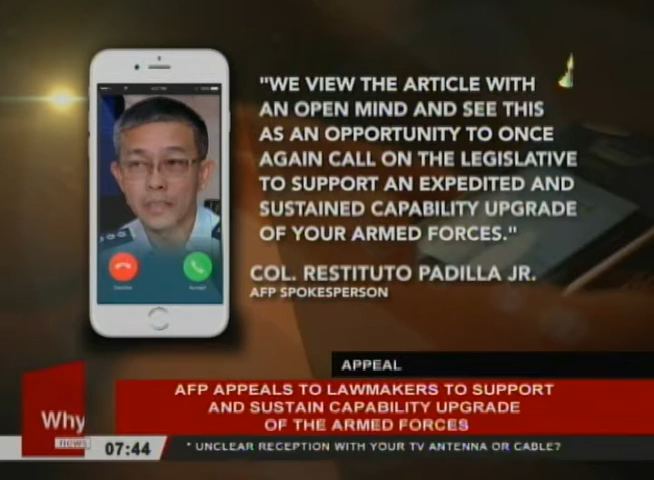 "WE VIEW THE ARTICLE WITH
AN OPEN MIND AND SEE THIS
AS AN OPPORTUNITY TO ONCE
AGAIN CALL ON THE LEGISLATIVE
TO SUPPORT AN EXPEDITED AND
SUSTAINED CAPABILITY UPGRADE
OF YOUR ARMED FORCES."
COL. RESTITUTO PADILLA JR.
AFP SPOKESPERSON
Decline Accept
APPEAL
AFP APPEALS TO LAWMAKERS TO SUPPORT
AND SUSTAIN CAPABILITY UPGRADE
OF THE ARMED FORCES
Why
news
07:44 * UNCLEAR RECEPTION WITH YOUR TV ANTENNA OR CABLE?